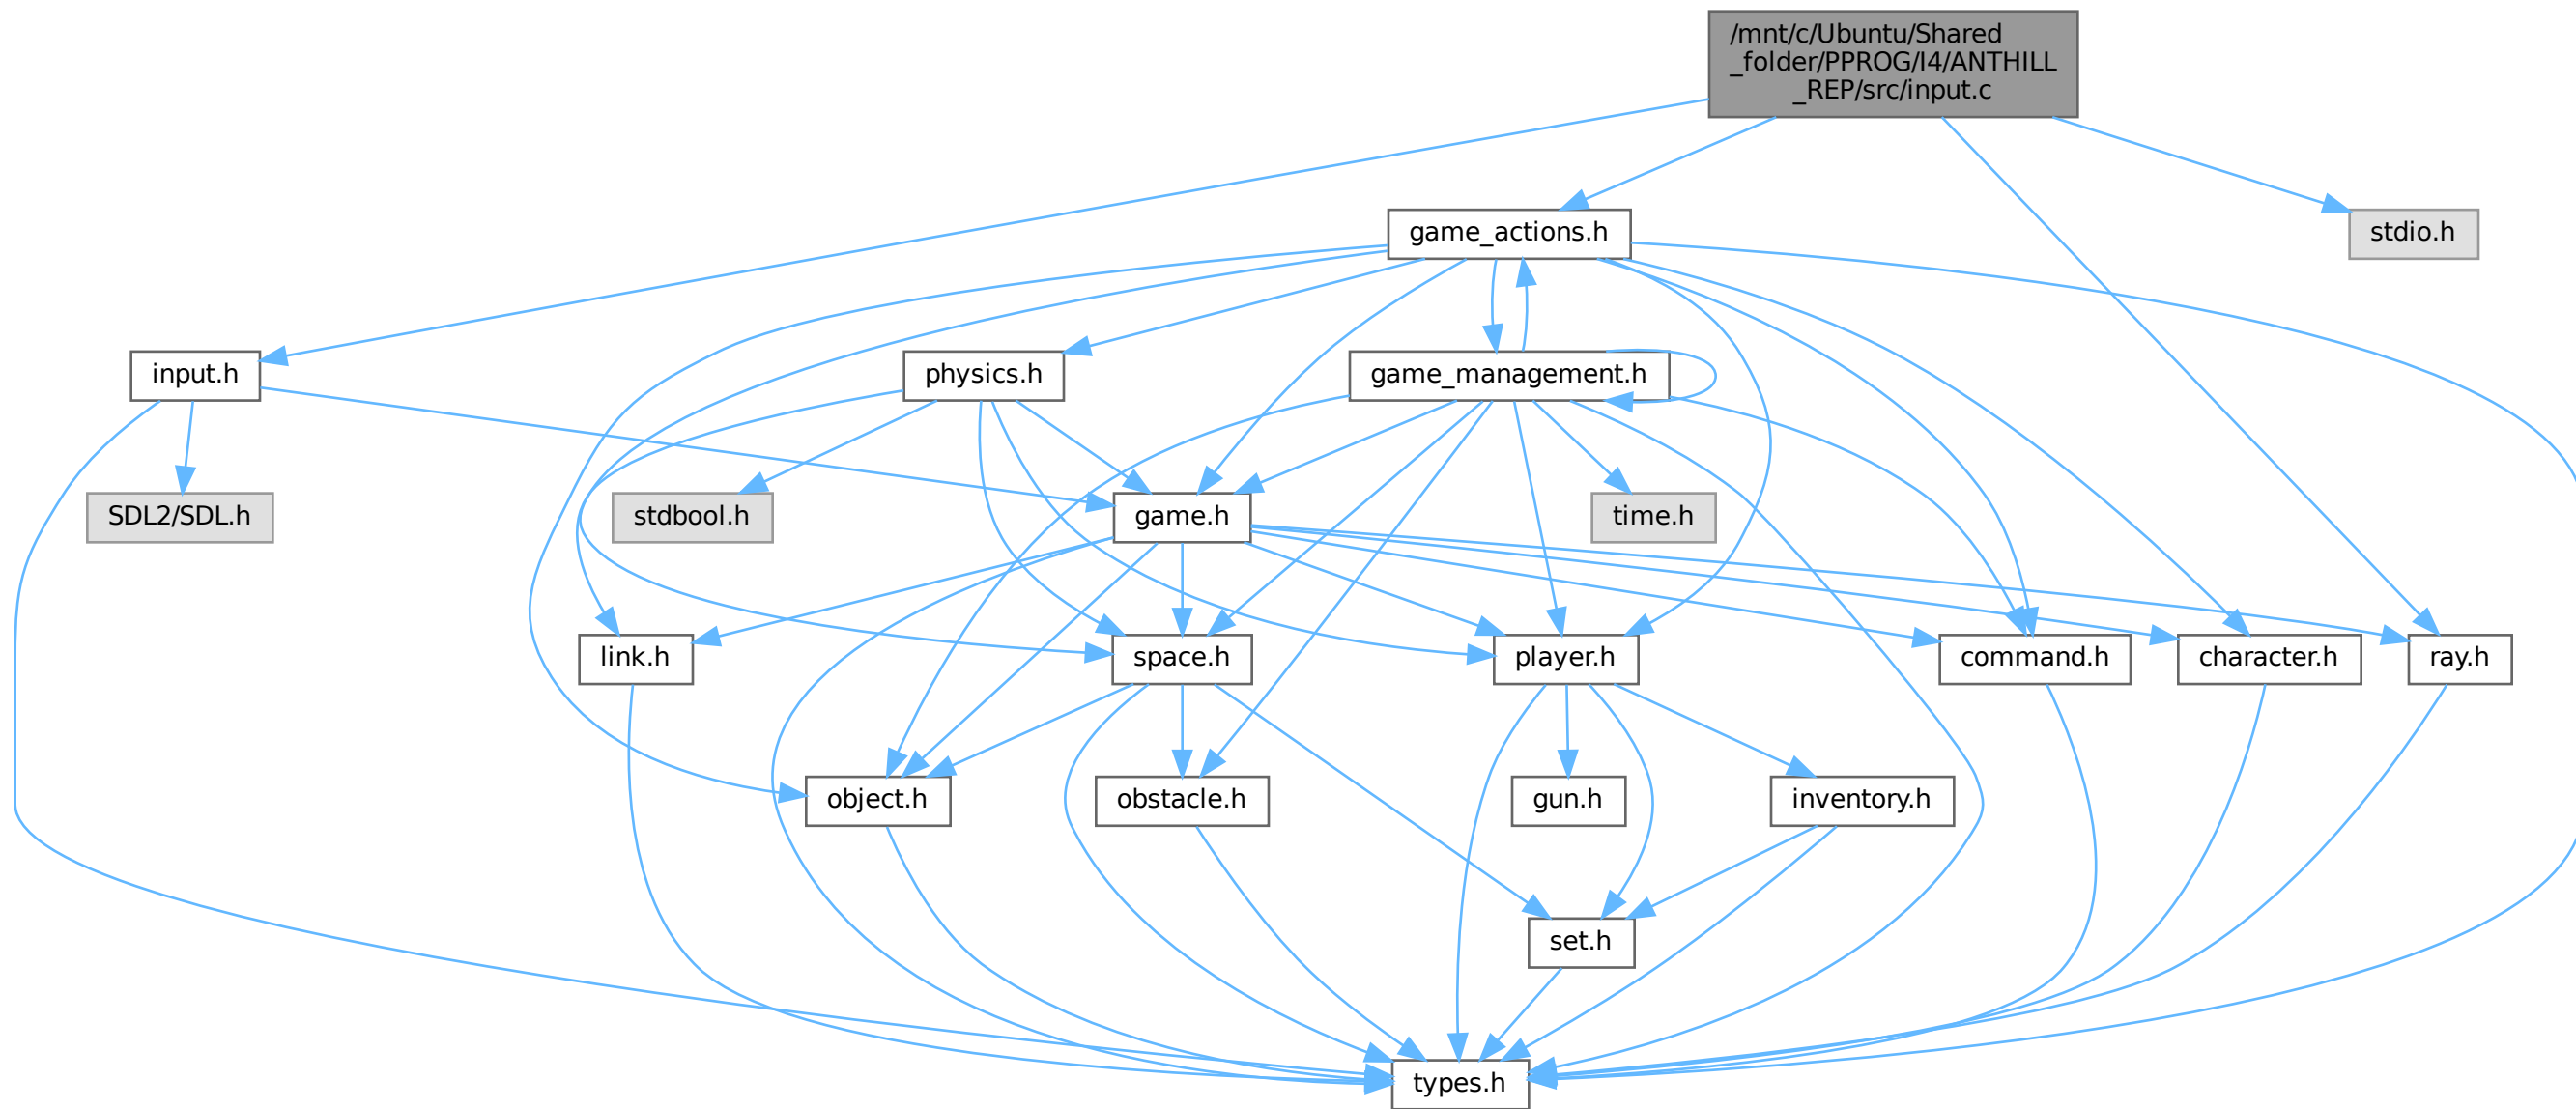 /mnt/c/Ubuntu/Shared
_folder/PPROG/I4/ANTHILL
_REP/src/input.c
game_actions.h
stdio.h
input.h
physics.h
game_management.h
SDL2/SDL.h
stdbool.h
game.h
time.h
link.h
space.h
player.h
command.h
character.h
ray.h
object.h
obstacle.h
gun.h
inventory.h
set.h
types.h